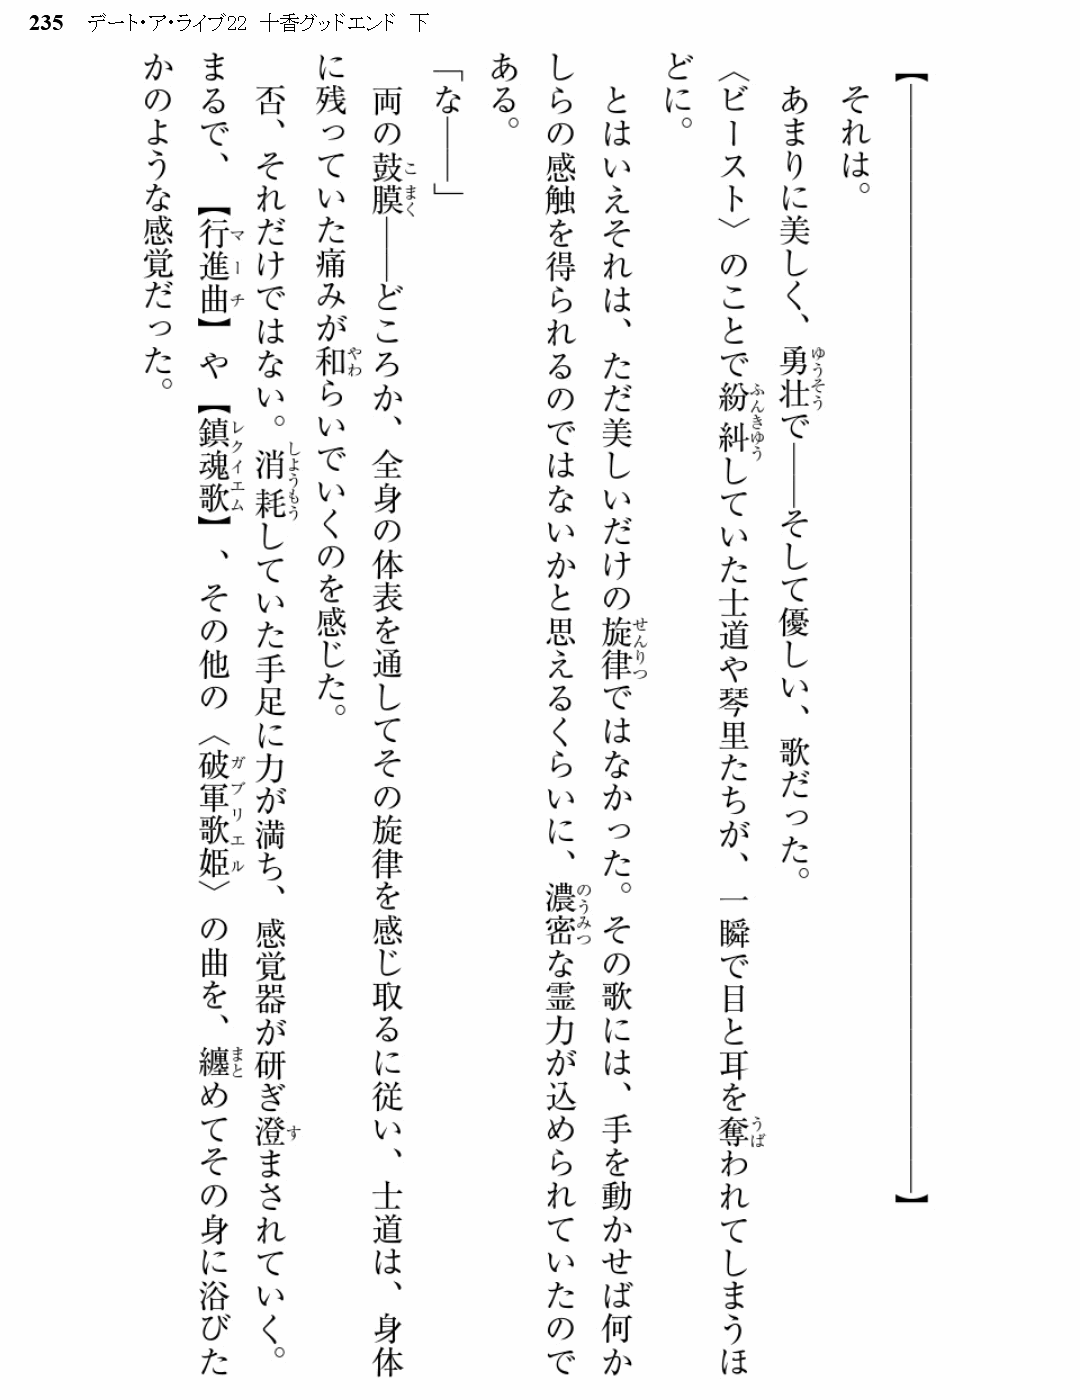 235 デート・ア・ライブ22 十香グッドエンド 下
【――――――――――――――――――――――――――――――――――】
それは。
あまりに美しく、勇壮で――そして優しい、歌だった。
〈ビースト〉のことで紛糾していた士道や琴里たちが、一瞬で目と耳を奪われてしまうほ
どに。
とはいえそれは、ただ美しいだけの旋律ではなかった。その歌には、手を動かせば何か
しらの感触を得られるのではないかと思えるくらいに、濃密な霊力が込められていたので
ある。
「な――」
両の鼓膜――どころか、全身の体表を通してその旋律を感じ取るに従い、士道は、身体
に残っていた痛みが和らいでいくのを感じた。
否、それだけではない。消耗していた手足に力が満ち、感覚器が研ぎ澄まされていく。
まるで、【行進曲】や【鎮魂歌】、その他の〈破軍歌姫〉の曲を、纏めてその身に浴びた
かのような感覚だった。